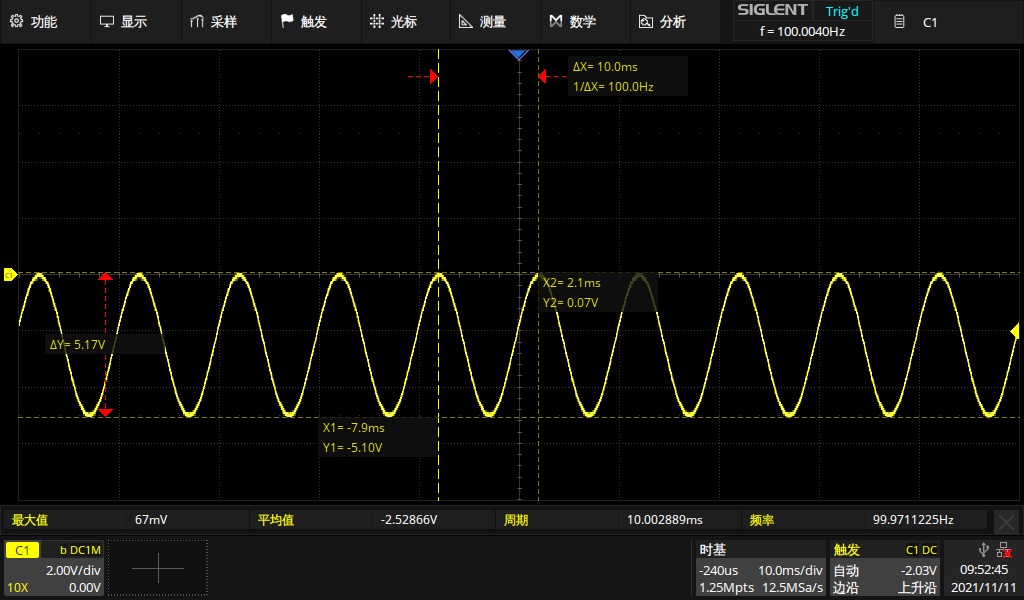 功能 显示 采样 触发 光标 测量 数学 分析 SIGLENT Trig'd C1
f = 100.0040Hz
ΔX= 10.0ms
1/ΔX= 100.0Hz
C1
X2= 2.1ms
Y2= 0.07V
ΔY= 5.17V
X1= -7.9ms
Y1= -5.10V
最大值 67mV 平均值 -2.52866V 周期 10.002889ms 频率 99.9711225Hz
C1 b DC1M
2.00V/div
10X 0.00V
时基
-240us 10.0ms/div
1.25Mpts 12.5MSa/s
触发 C1 DC
自动 -2.03V
边沿 上升沿
09:52:45
2021/11/11